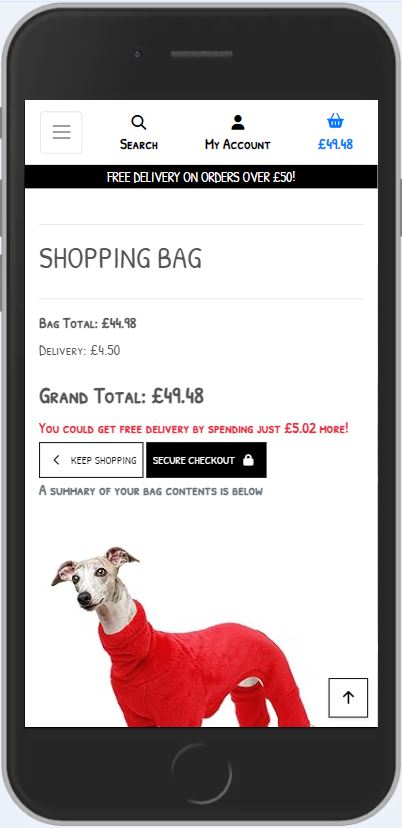 Search
My Account
£49.48
FREE DELIVERY ON ORDERS OVER £50!
SHOPPING BAG
Bag Total: £44.98
Delivery: £4.50
Grand Total: £49.48
You could get free delivery by spending just £5.02 more!
KEEP SHOPPING
SECURE CHECKOUT
A summary of your bag contents is below